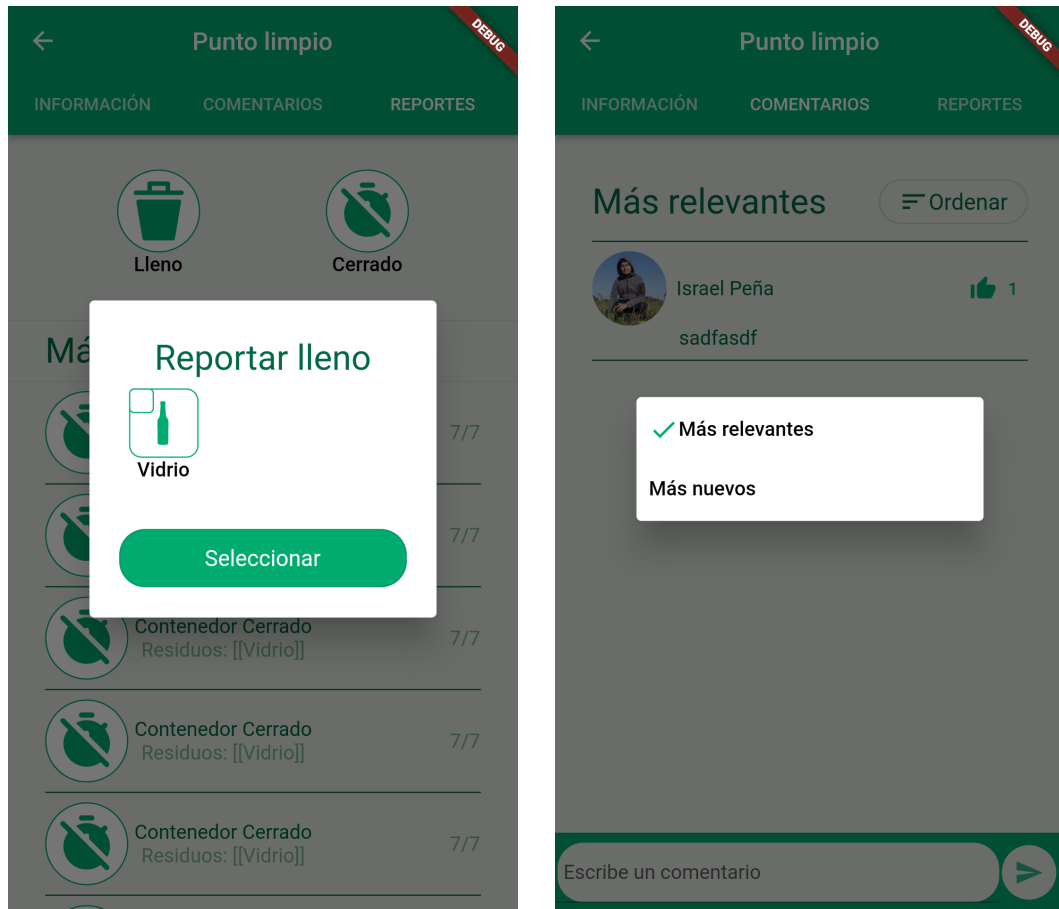 Punto limpio
DEBUG
INFORMACIÓN COMENTARIOS REPORTES
Lleno Cerrado
Má
Reportar lleno
Vidrio
Seleccionar
7/7
7/7
Contenedor Cerrado
Residuos: [[Vidrio]]
7/7
Contenedor Cerrado
Residuos: [[Vidrio]]
7/7
Contenedor Cerrado
Residuos: [[Vidrio]]
7/7
Punto limpio
DEBUG
INFORMACIÓN COMENTARIOS REPORTES
Más relevantes
Ordenar
Israel Peña
1
sadfasdf
Más relevantes
Más nuevos
Escribe un comentario